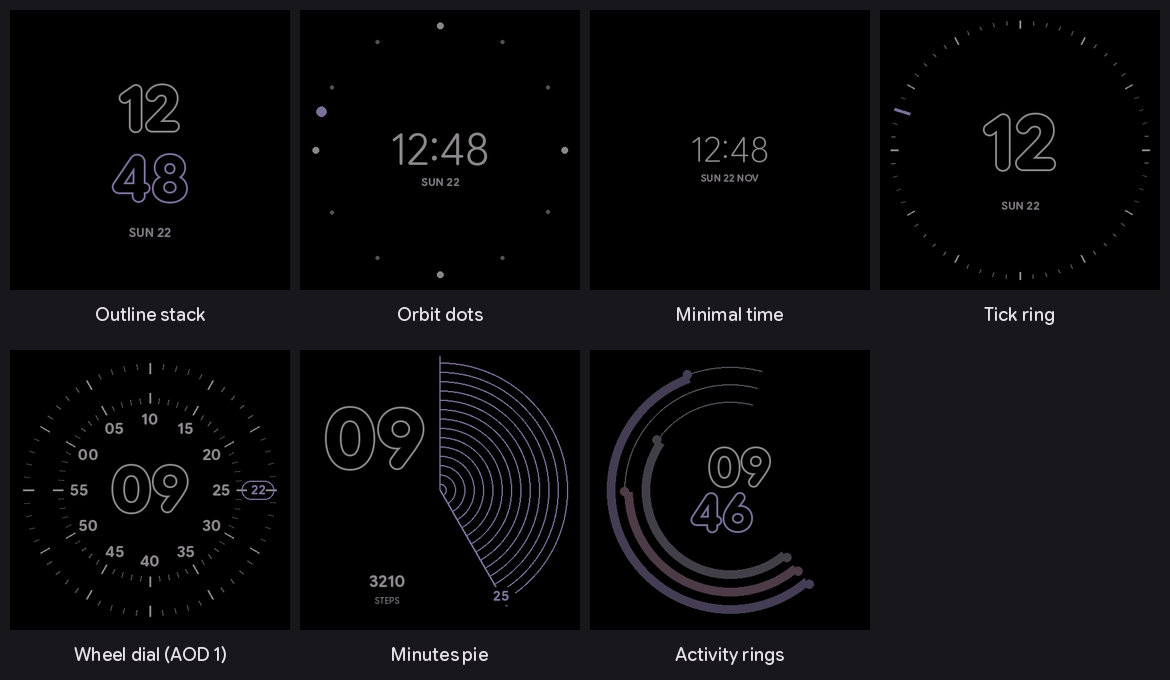 12
48
SUN 22
Outline stack
12:48
SUN 22
Orbit dots
12:48
SUN 22 NOV
Minimal time
12
SUN 22
Tick ring
10
05 15
00 20
55 09 25 22
50 30
45 35
40
Wheel dial (AOD 1)
09
3210
STEPS
25
Minutes pie
09
46
Activity rings